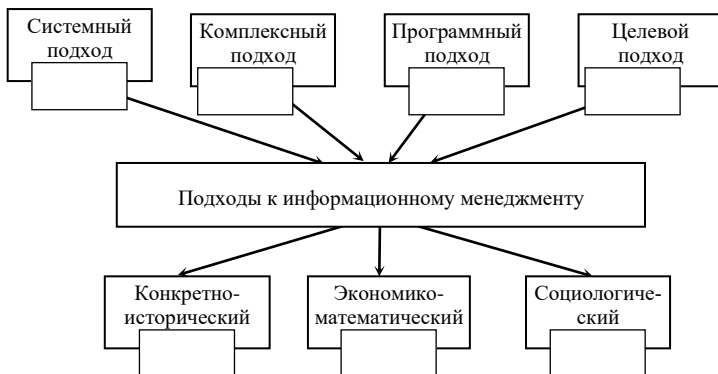 Системный
подход
Комплексный
подход
Программный
подход
Целевой
подход
Подходы к информационному менеджменту
Конкретно-
исторический
Экономико-
математический
Социологиче-
ский